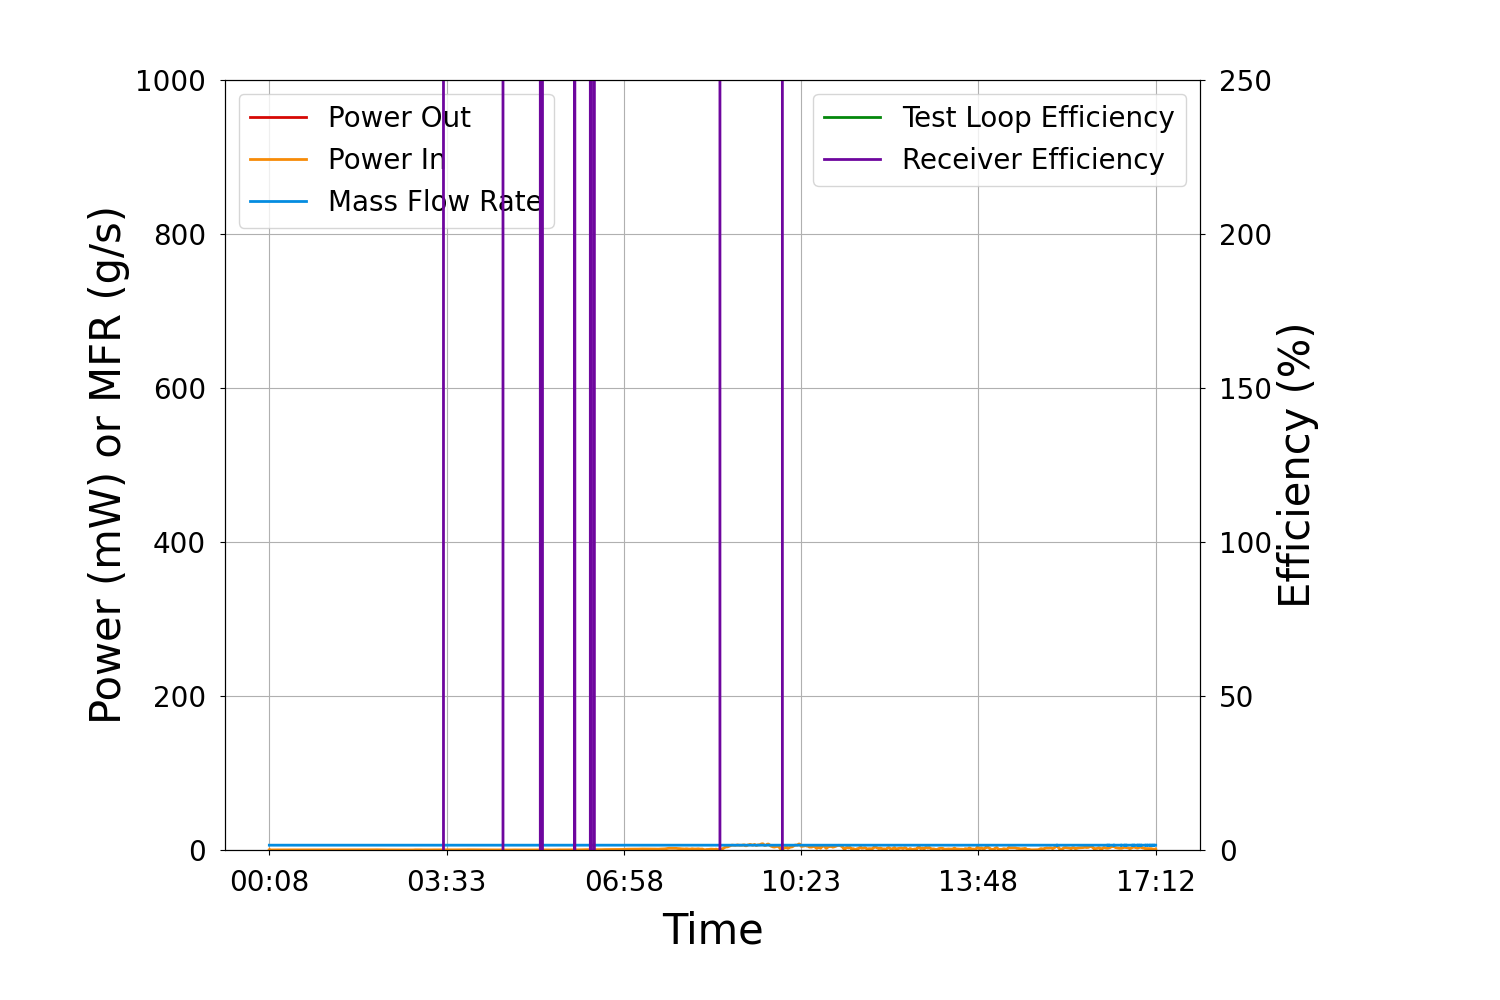 1000
800
600
400
200
0
Power (mW) or MFR (g/s)
Power Out
Power In
Mass Flow Rate
Test Loop Efficiency
Receiver Efficiency
250
200
150
100
50
0
Efficiency (%)
00:08 03:33 06:58 10:23 13:48 17:12
Time